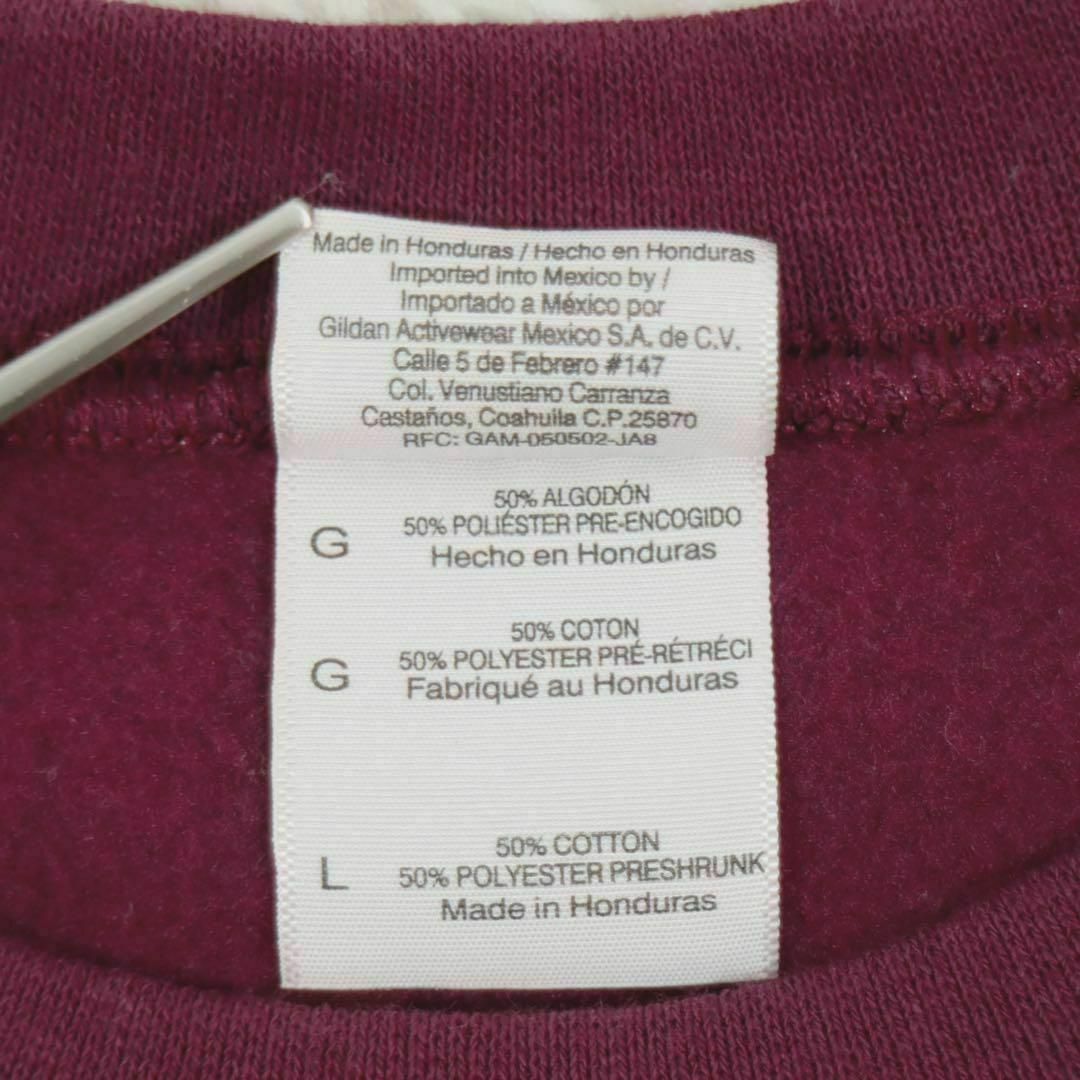 Made in Honduras / Hecho en Honduras
Imported into Mexico by /
Importado a México por
Gildan Activewear Mexico S.A. de C.V.
Calle 5 de Febrero #147
Col. Venustiano Carranza
Castaños, Coahuila C.P.25870
RFC: GAM-050502-JA8
50% ALGODÓN
G 50% POLIÉSTER PRE-ENCOGIDO
Hecho en Honduras
50% COTON
G 50% POLYESTER PRÉ-RÉTRÉCI
Fabriqué au Honduras
50% COTTON
L 50% POLYESTER PRESHRUNK
Made in Honduras